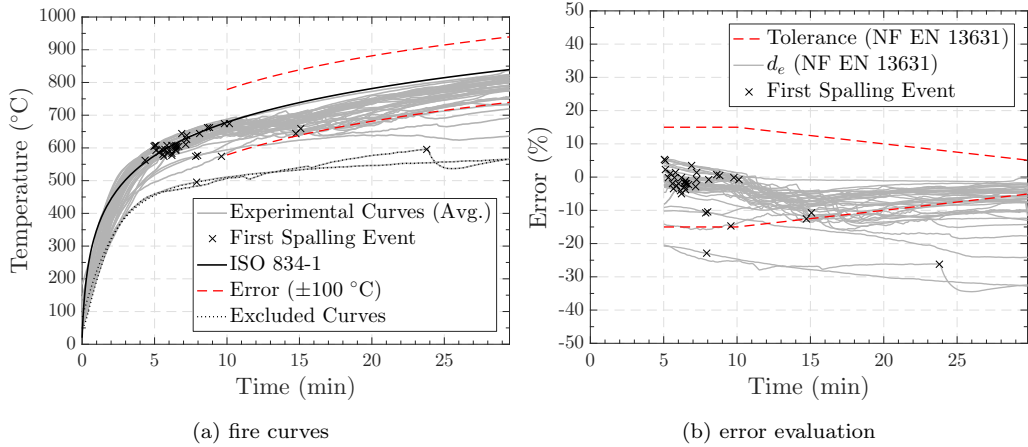 1000
900
800
700
600
500
400
300
200
100
0
0
5
10
15
20
25
Temperature (°C)
Time (min)
Experimental Curves (Avg.)
First Spalling Event
ISO 834-1
Error (±100 °C)
Excluded Curves
(a) fire curves
50
40
30
20
10
0
-10
-20
-30
-40
-50
0
5
10
15
20
25
Error (%)
Time (min)
Tolerance (NF EN 13631)
de (NF EN 13631)
First Spalling Event
(b) error evaluation